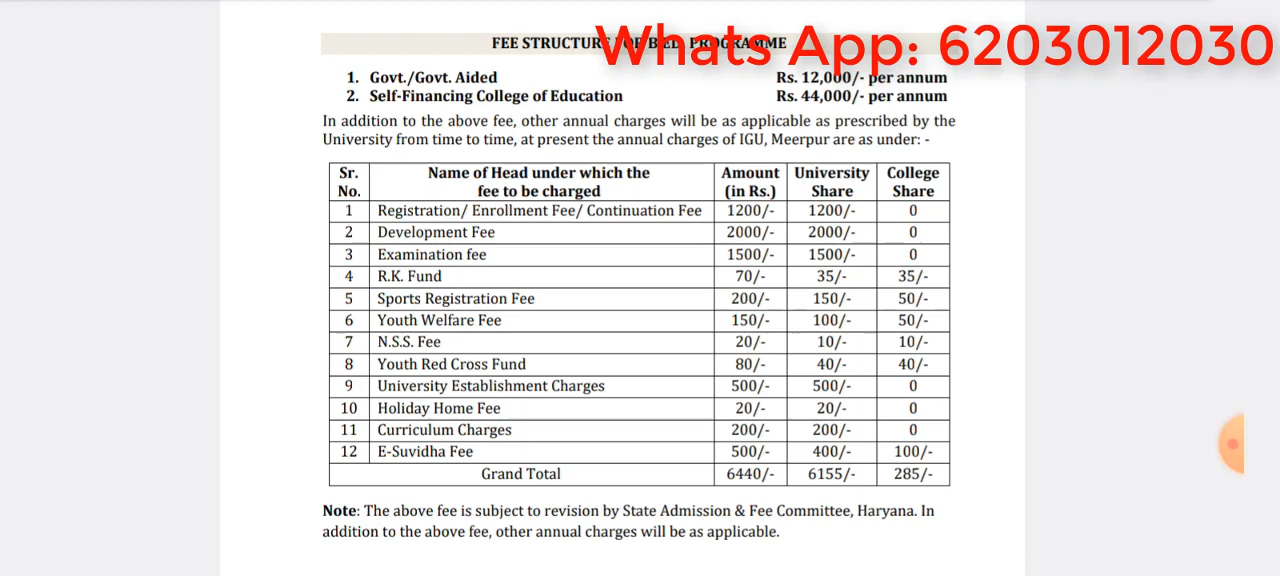 Whats App: 6203012030
FEE STRUCTURE FOR B.ED. PROGRAMME
1. Govt./Govt. Aided Rs. 12,000/- per annum
2. Self-Financing College of Education Rs. 44,000/- per annum
In addition to the above fee, other annual charges will be as applicable as prescribed by the
University from time to time, at present the annual charges of IGU, Meerpur are as under: -
Sr. No. Name of Head under which the fee to be charged Amount (in Rs.) University Share College Share
1 Registration/ Enrollment Fee/ Continuation Fee 1200/- 1200/- 0
2 Development Fee 2000/- 2000/- 0
3 Examination fee 1500/- 1500/- 0
4 R.K. Fund 70/- 35/- 35/-
5 Sports Registration Fee 200/- 150/- 50/-
6 Youth Welfare Fee 150/- 100/- 50/-
7 N.S.S. Fee 20/- 10/- 10/-
8 Youth Red Cross Fund 80/- 40/- 40/-
9 University Establishment Charges 500/- 500/- 0
10 Holiday Home Fee 20/- 20/- 0
11 Curriculum Charges 200/- 200/- 0
12 E-Suvidha Fee 500/- 400/- 100/-
Grand Total 6440/- 6155/- 285/-
Note: The above fee is subject to revision by State Admission & Fee Committee, Haryana. In
addition to the above fee, other annual charges will be as applicable.